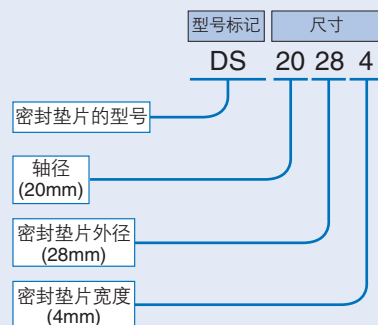 型号标记 尺寸
DS 20 28 4
密封垫片的型号
轴径
(20mm)
密封垫片外径
(28mm)
密封垫片宽度
(4mm)